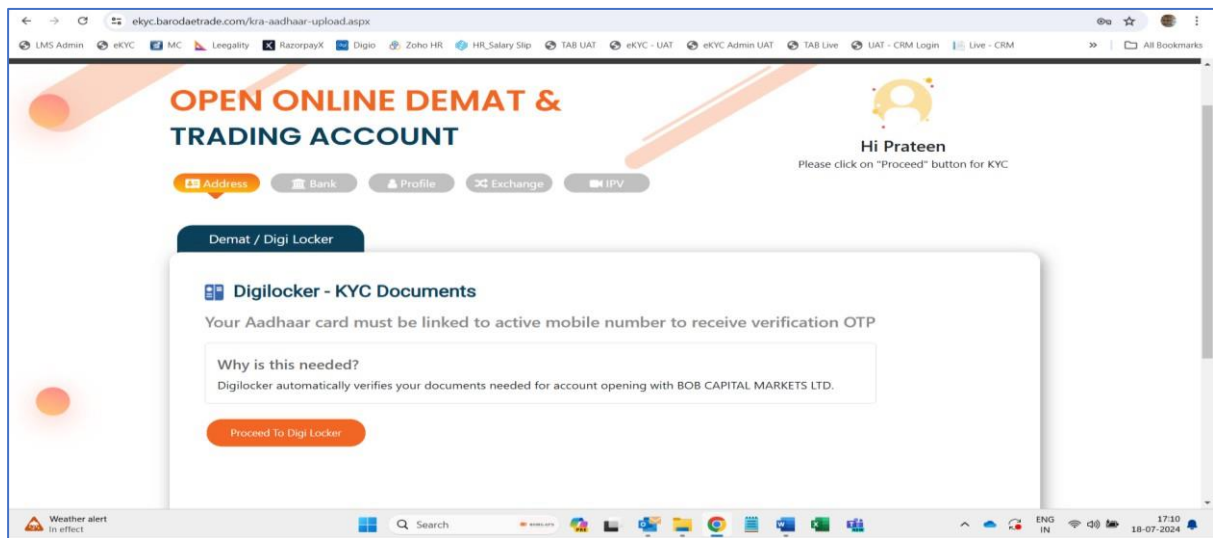 ekyc.barodaetrade.com/kra-aadhaar-upload.aspx
LMS Admin eKYC MC Leegality RazorpayX Digio Zoho HR HR_Salary Slip TAB UAT eKYC - UAT eKYC Admin UAT TAB Live UAT - CRM Login Live - CRM » All Bookmarks
OPEN ONLINE DEMAT &
TRADING ACCOUNT
Hi Prateen
Please click on "Proceed" button for KYC
Address Bank Profile Exchange IPV
Demat / Digi Locker
Digilocker - KYC Documents
Your Aadhaar card must be linked to active mobile number to receive verification OTP
Why is this needed?
Digilocker automatically verifies your documents needed for account opening with BOB CAPITAL MARKETS LTD.
Proceed To Digi Locker
Weather alert
In effect
Search
ENG
IN
17:10
18-07-2024